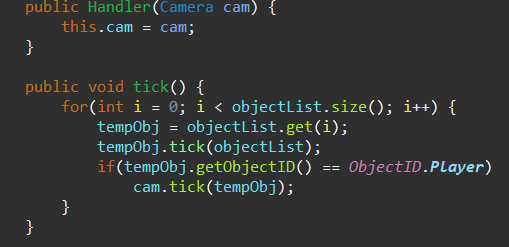 public Handler(Camera cam) {
this.cam = cam;
}
public void tick() {
for(int i = 0; i < objectList.size(); i++) {
tempObj = objectList.get(i);
tempObj.tick(objectList);
if(tempObj.getObjectID() == ObjectID.Player)
cam.tick(tempObj);
}
}